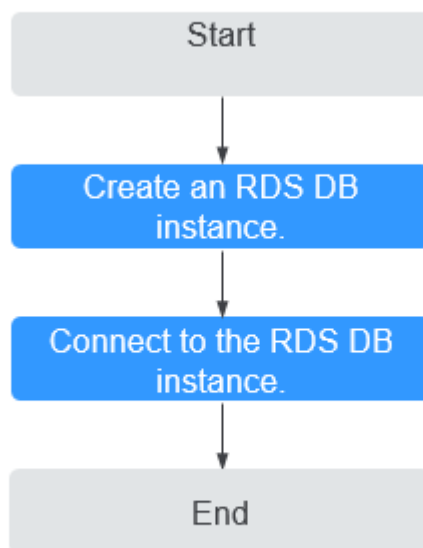 Start
Create an RDS DB
instance.
Connect to the RDS DB
instance.
End